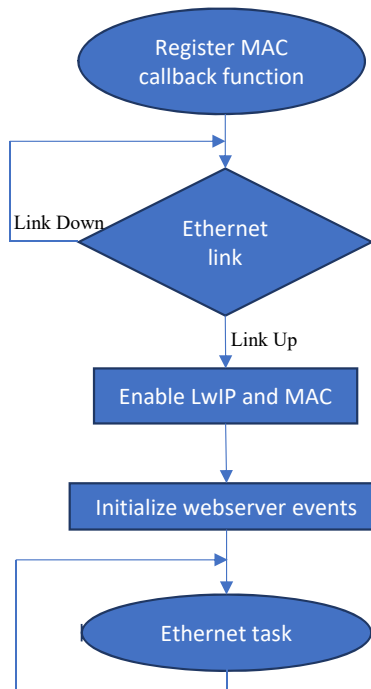 Register MAC
callback function
Link Down
Ethernet
link
Link Up
Enable LwIP and MAC
Initialize webserver events
Ethernet task